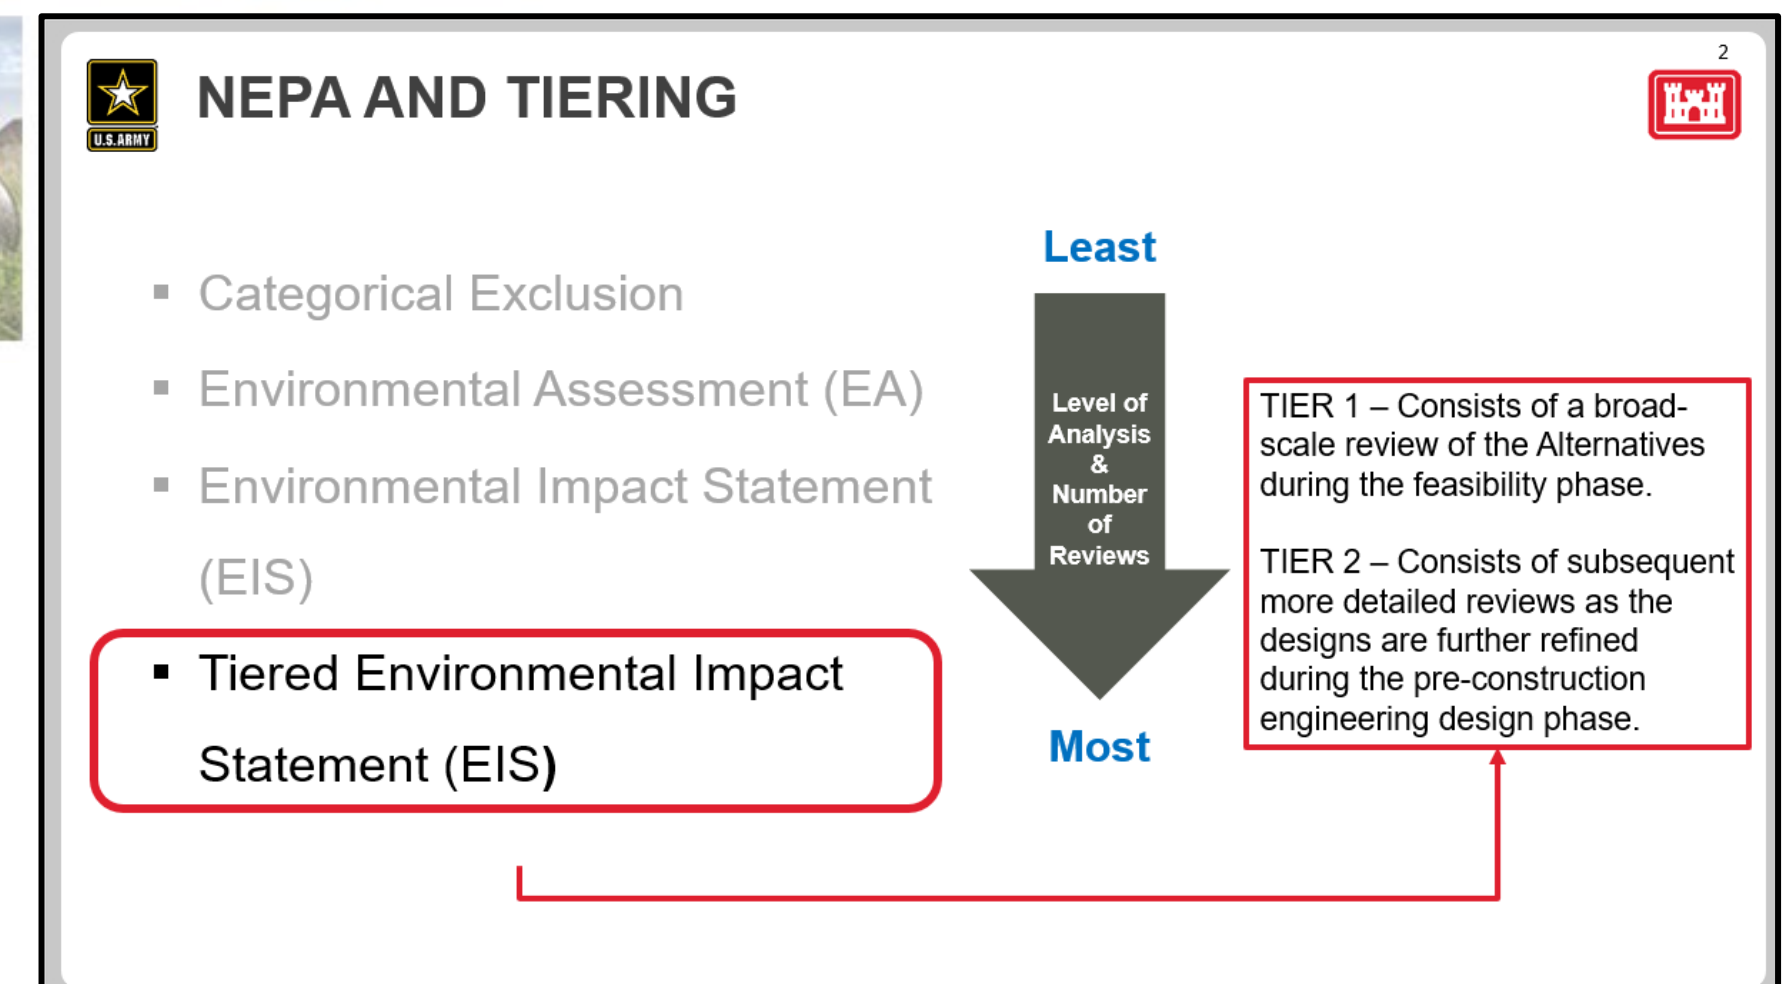 2
U.S.ARMY
NEPA AND TIERING
▪ Categorical Exclusion
▪ Environmental Assessment (EA)
▪ Environmental Impact Statement
(EIS)
▪ Tiered Environmental Impact
Statement (EIS)
Least
Level of
Analysis
&
Number
of
Reviews
Most
TIER 1 – Consists of a broad-
scale review of the Alternatives
during the feasibility phase.
TIER 2 – Consists of subsequent
more detailed reviews as the
designs are further refined
during the pre-construction
engineering design phase.